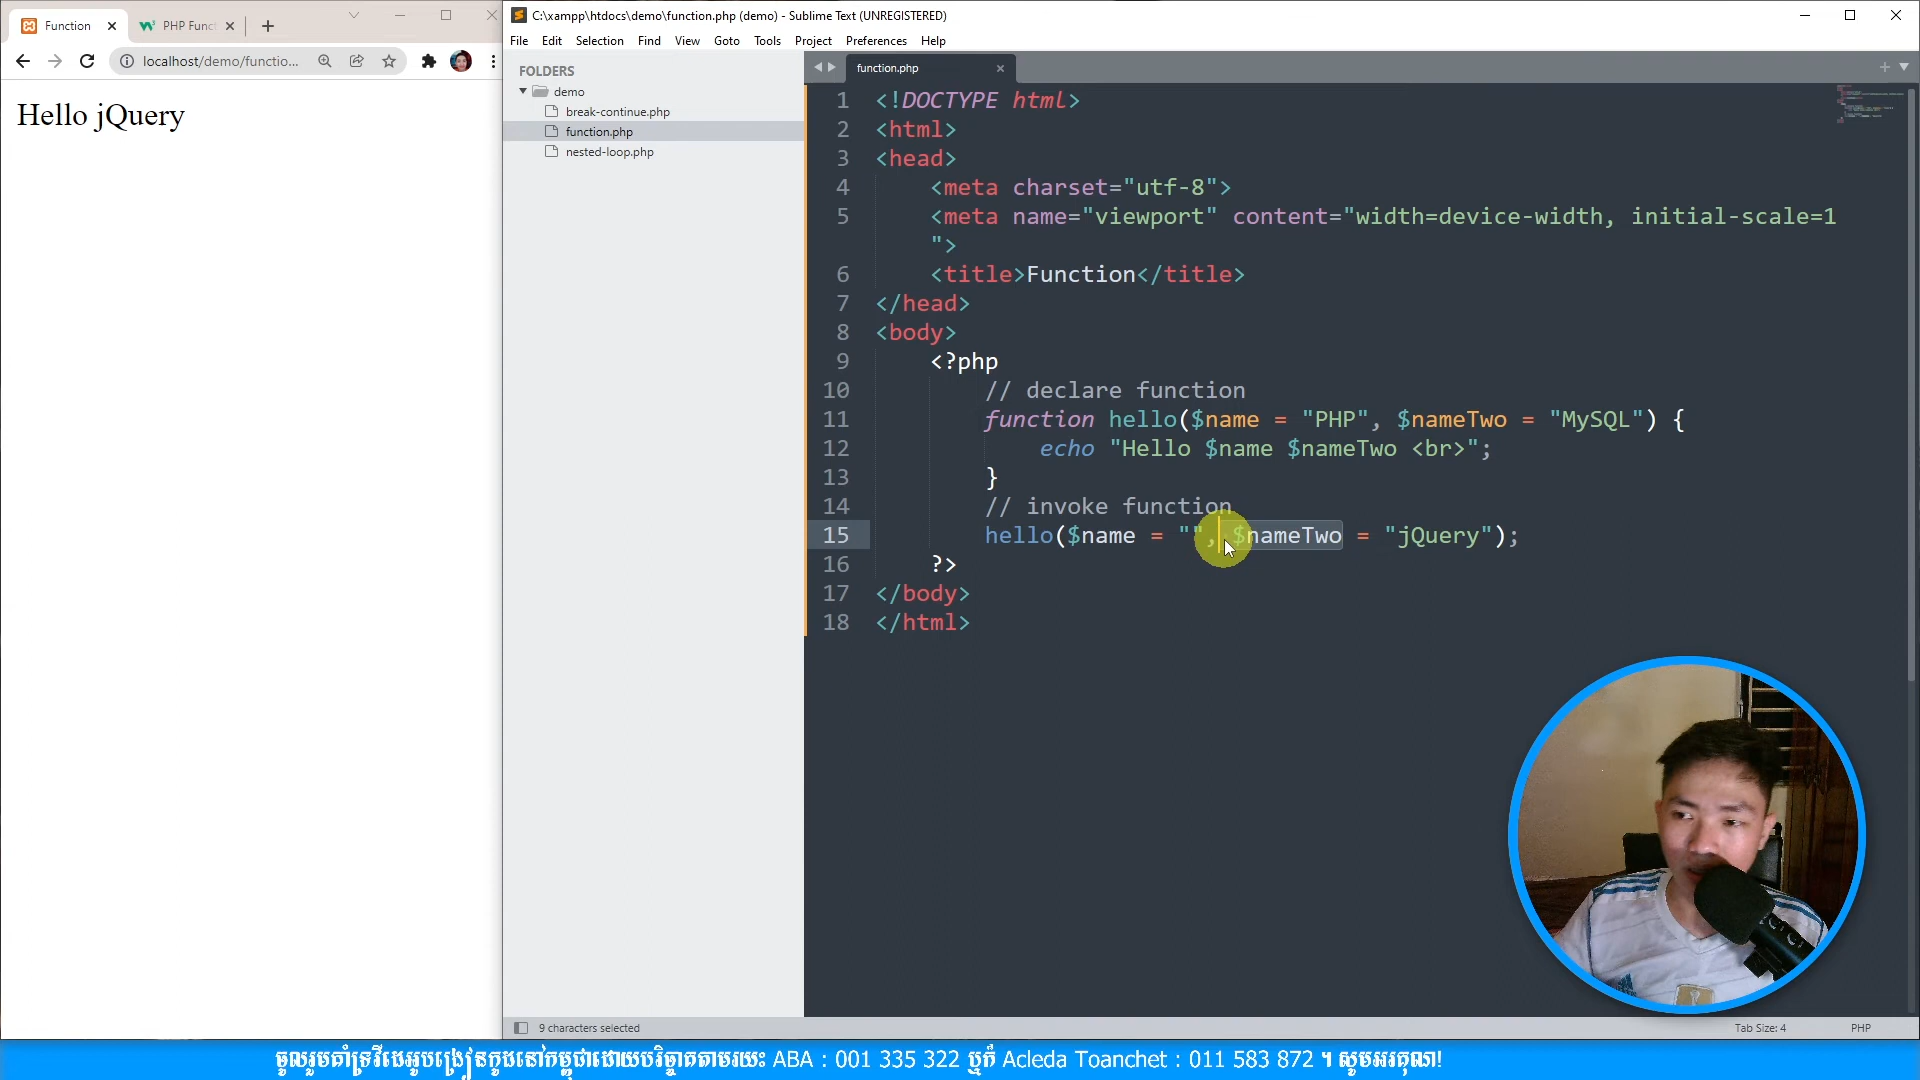 Function
PHP Funct
localhost/demo/functio...
Hello jQuery
C:\xampp\htdocs\demo\function.php (demo) - Sublime Text (UNREGISTERED)
File Edit Selection Find View Goto Tools Project Preferences Help
FOLDERS
demo
break-continue.php
function.php
nested-loop.php
function.php
1 <!DOCTYPE html>
2 <html>
3 <head>
4 <meta charset="utf-8">
5 <meta name="viewport" content="width=device-width, initial-scale=1
">
6 <title>Function</title>
7 </head>
8 <body>
9 <?php
10 // declare function
11 function hello($name = "PHP", $nameTwo = "MySQL") {
12 echo "Hello $name $nameTwo <br>";
13 }
14 // invoke function
15 hello($name = "", $nameTwo = "jQuery");
16 ?>
17 </body>
18 </html>
9 characters selected
Tab Size: 4
PHP
ចូលរួមគាំទ្រវីដេអូបង្រៀនកូដនៅកម្ពុជាដោយបរិច្ចាគតាមរយៈ ABA : 001 335 322 ឬក៏ Acleda Toanchet : 011 583 872 ។ សូមអរគុណ!